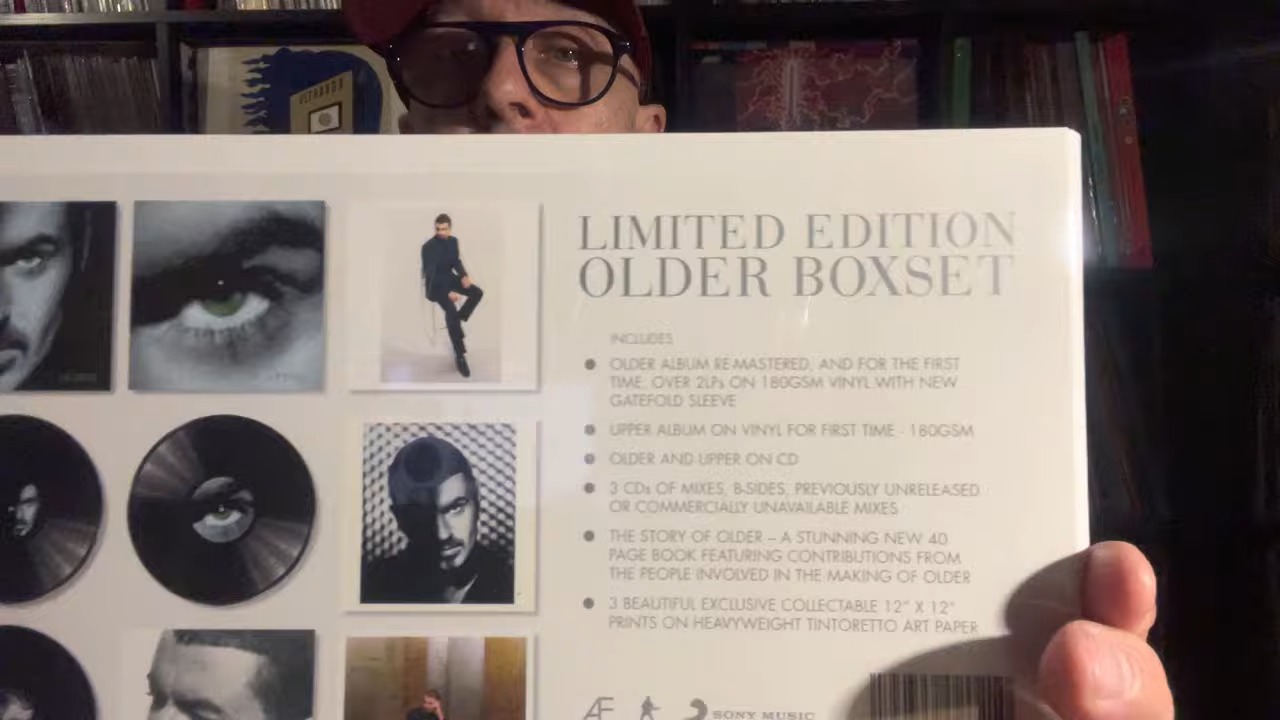 ULTRAVOX
LIMITED EDITION
OLDER BOXSET
INCLUDES
OLDER ALBUM RE-MASTERED, AND FOR THE FIRST
TIME, OVER 2LPs ON 180GSM VINYL WITH NEW
GATEFOLD SLEEVE
UPPER ALBUM ON VINYL FOR FIRST TIME - 180GSM
OLDER AND UPPER ON CD
3 CDs OF MIXES, B-SIDES, PREVIOUSLY UNRELEASED
OR COMMERCIALLY UNAVAILABLE MIXES
THE STORY OF OLDER – A STUNNING NEW 40
PAGE BOOK FEATURING CONTRIBUTIONS FROM
THE PEOPLE INVOLVED IN THE MAKING OF OLDER
3 BEAUTIFUL EXCLUSIVE COLLECTABLE 12" X 12"
PRINTS ON HEAVYWEIGHT TINTORETTO ART PAPER
Æ SONY MUSIC